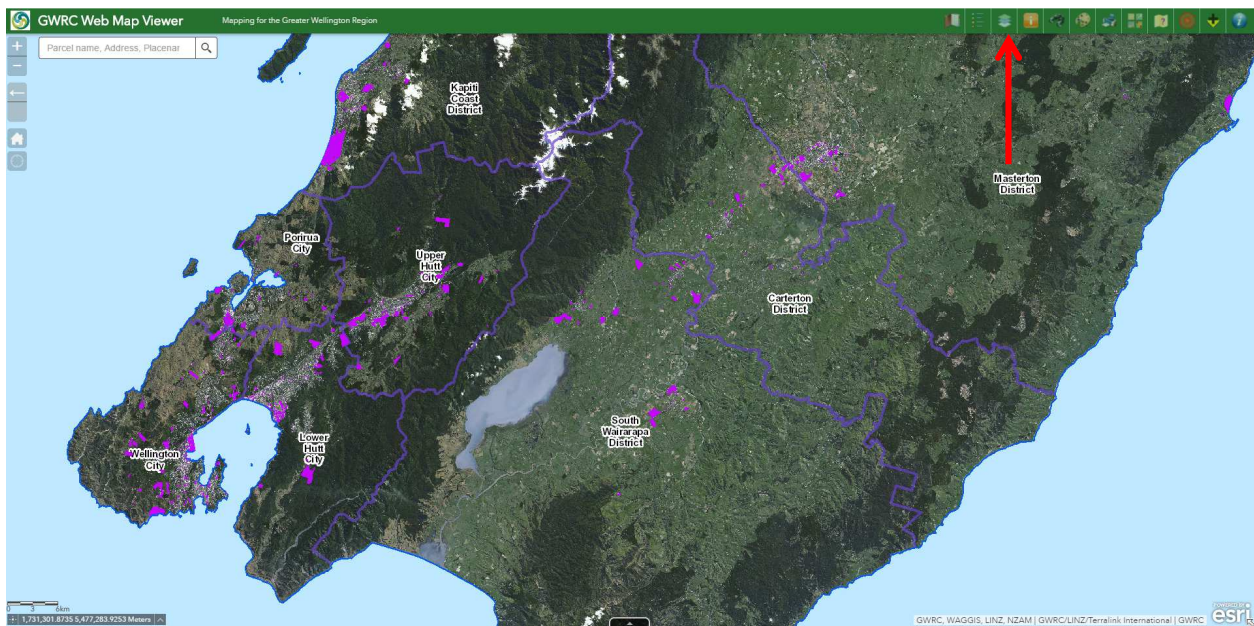 GWRC Web Map Viewer
Mapping for the Greater Wellington Region
Parcel name, Address, Placenar
Kapiti
Coast
District
Masterton
District
Porirua
City
Upper
Hutt
City
Carterton
District
South
Wairarapa
District
Lower
Hutt
City
Wellington
City
0 3 6km
1,731,301.8735 5,477,283.9253 Meters
GWRC, WAGGIS, LINZ, NZAM | GWRC/LINZ/Terralink International | GWRC
POWERED BY
esri